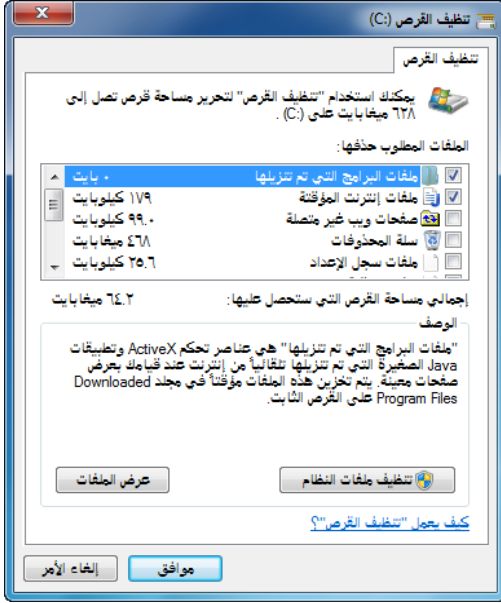 تنظيف القرص (C:)
تنظيف القرص
يمكنك استخدام "تنظيف القرص" لتحرير مساحة قرص تصل إلى
٦٢٨ ميغابايت على (C:) .
الملفات المطلوب حذفها:
ملفات البرامج التي تم تنزيلها ٠ بايت
ملفات إنترنت المؤقتة ١٧٩ كيلوبايت
صفحات ويب غير متصلة ٩٩.٠ كيلوبايت
سلة المحذوفات ٤٦٨ ميغابايت
ملفات سجل الإعداد ٢٥.٦ كيلوبايت
إجمالي مساحة القرص التي ستحصل عليها: ٦٤.٢ ميغابايت
الوصف
"ملفات البرامج التي تم تنزيلها" هي عناصر تحكم ActiveX وتطبيقات
Java الصغيرة التي تم تنزيلها تلقائياً من إنترنت عند قيامك بعرض
صفحات معينة. يتم تخزين هذه الملفات مؤقتاً في مجلد Downloaded
Program Files على القرص الثابت.
تنظيف ملفات النظام
عرض الملفات
كيف يعمل "تنظيف القرص"؟
موافق
إلغاء الأمر